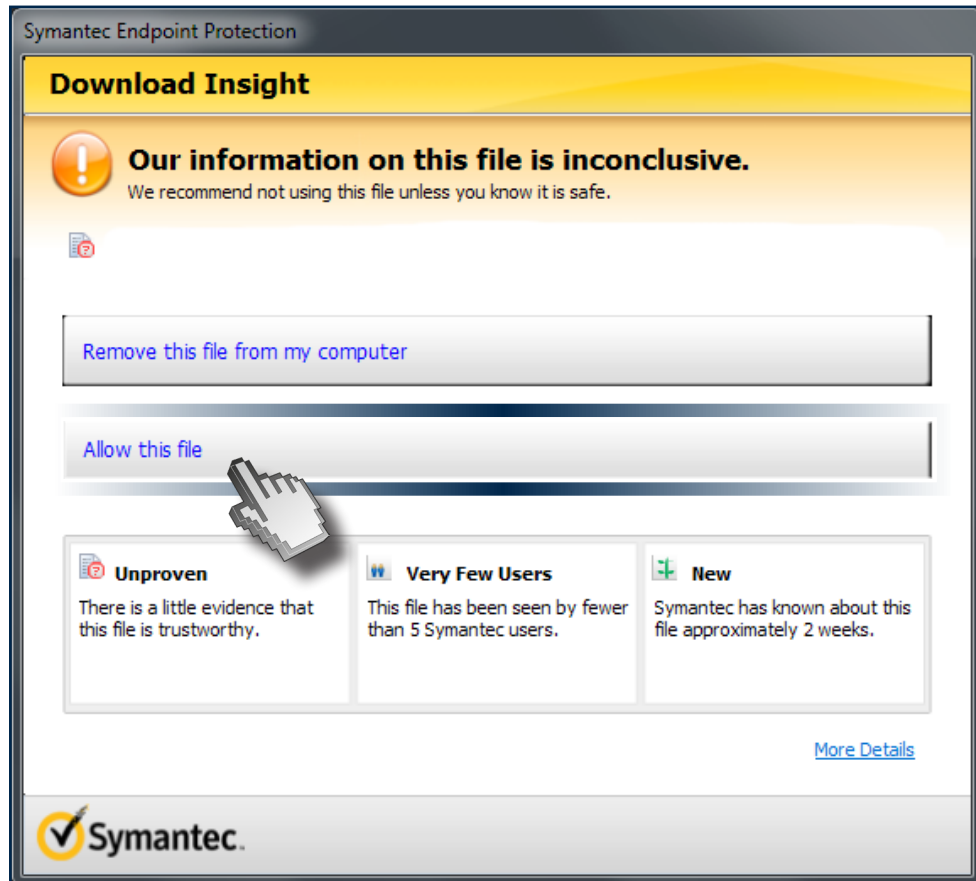 Symantec Endpoint Protection
Download Insight
Our information on this file is inconclusive.
We recommend not using this file unless you know it is safe.
Remove this file from my computer
Allow this file
Unproven
There is a little evidence that
this file is trustworthy.
Very Few Users
This file has been seen by fewer
than 5 Symantec users.
New
Symantec has known about this
file approximately 2 weeks.
More Details
Symantec.